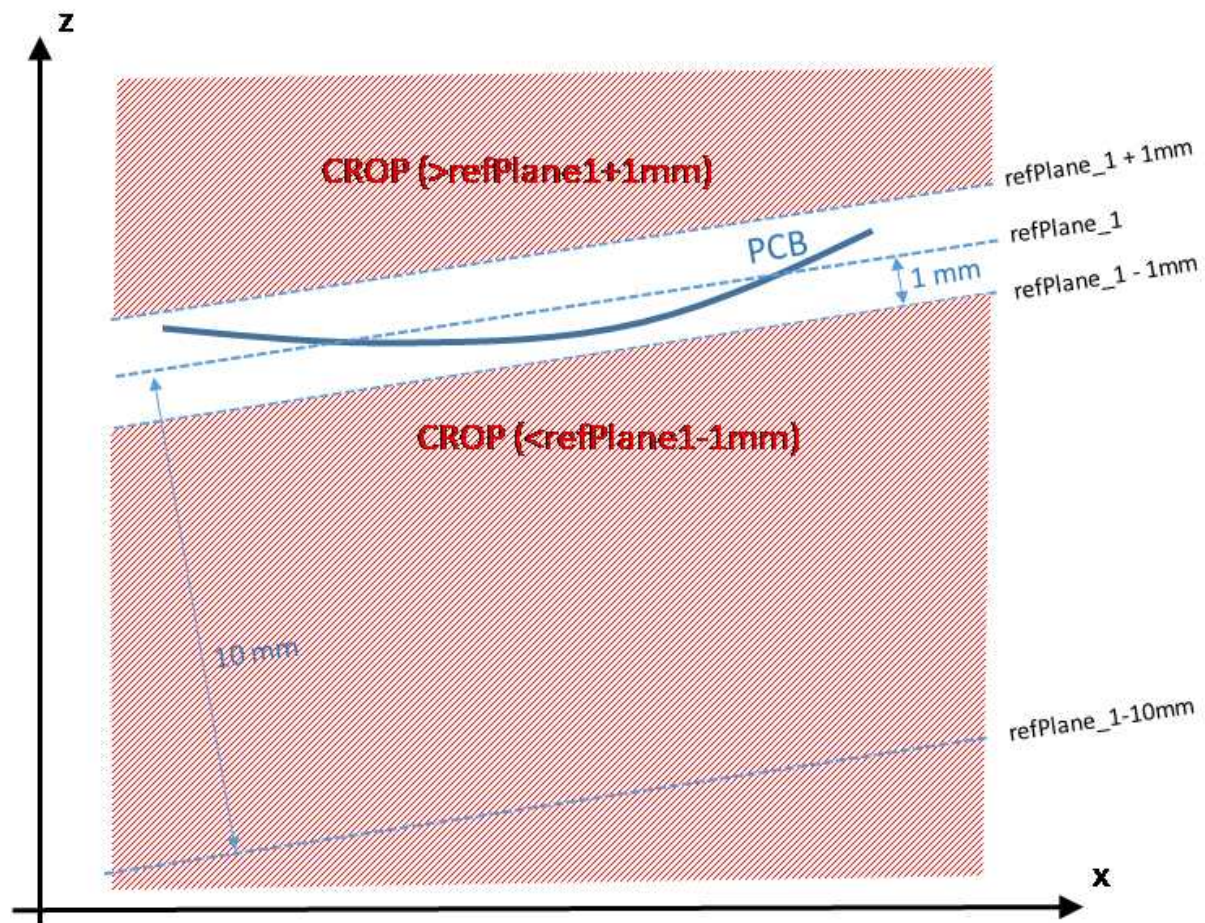 z
CROP (>refPlane1+1mm)
refPlane_1 + 1mm
PCB
refPlane_1
1 mm
refPlane_1 - 1mm
CROP (<refPlane1-1mm)
10 mm
refPlane_1-10mm
x